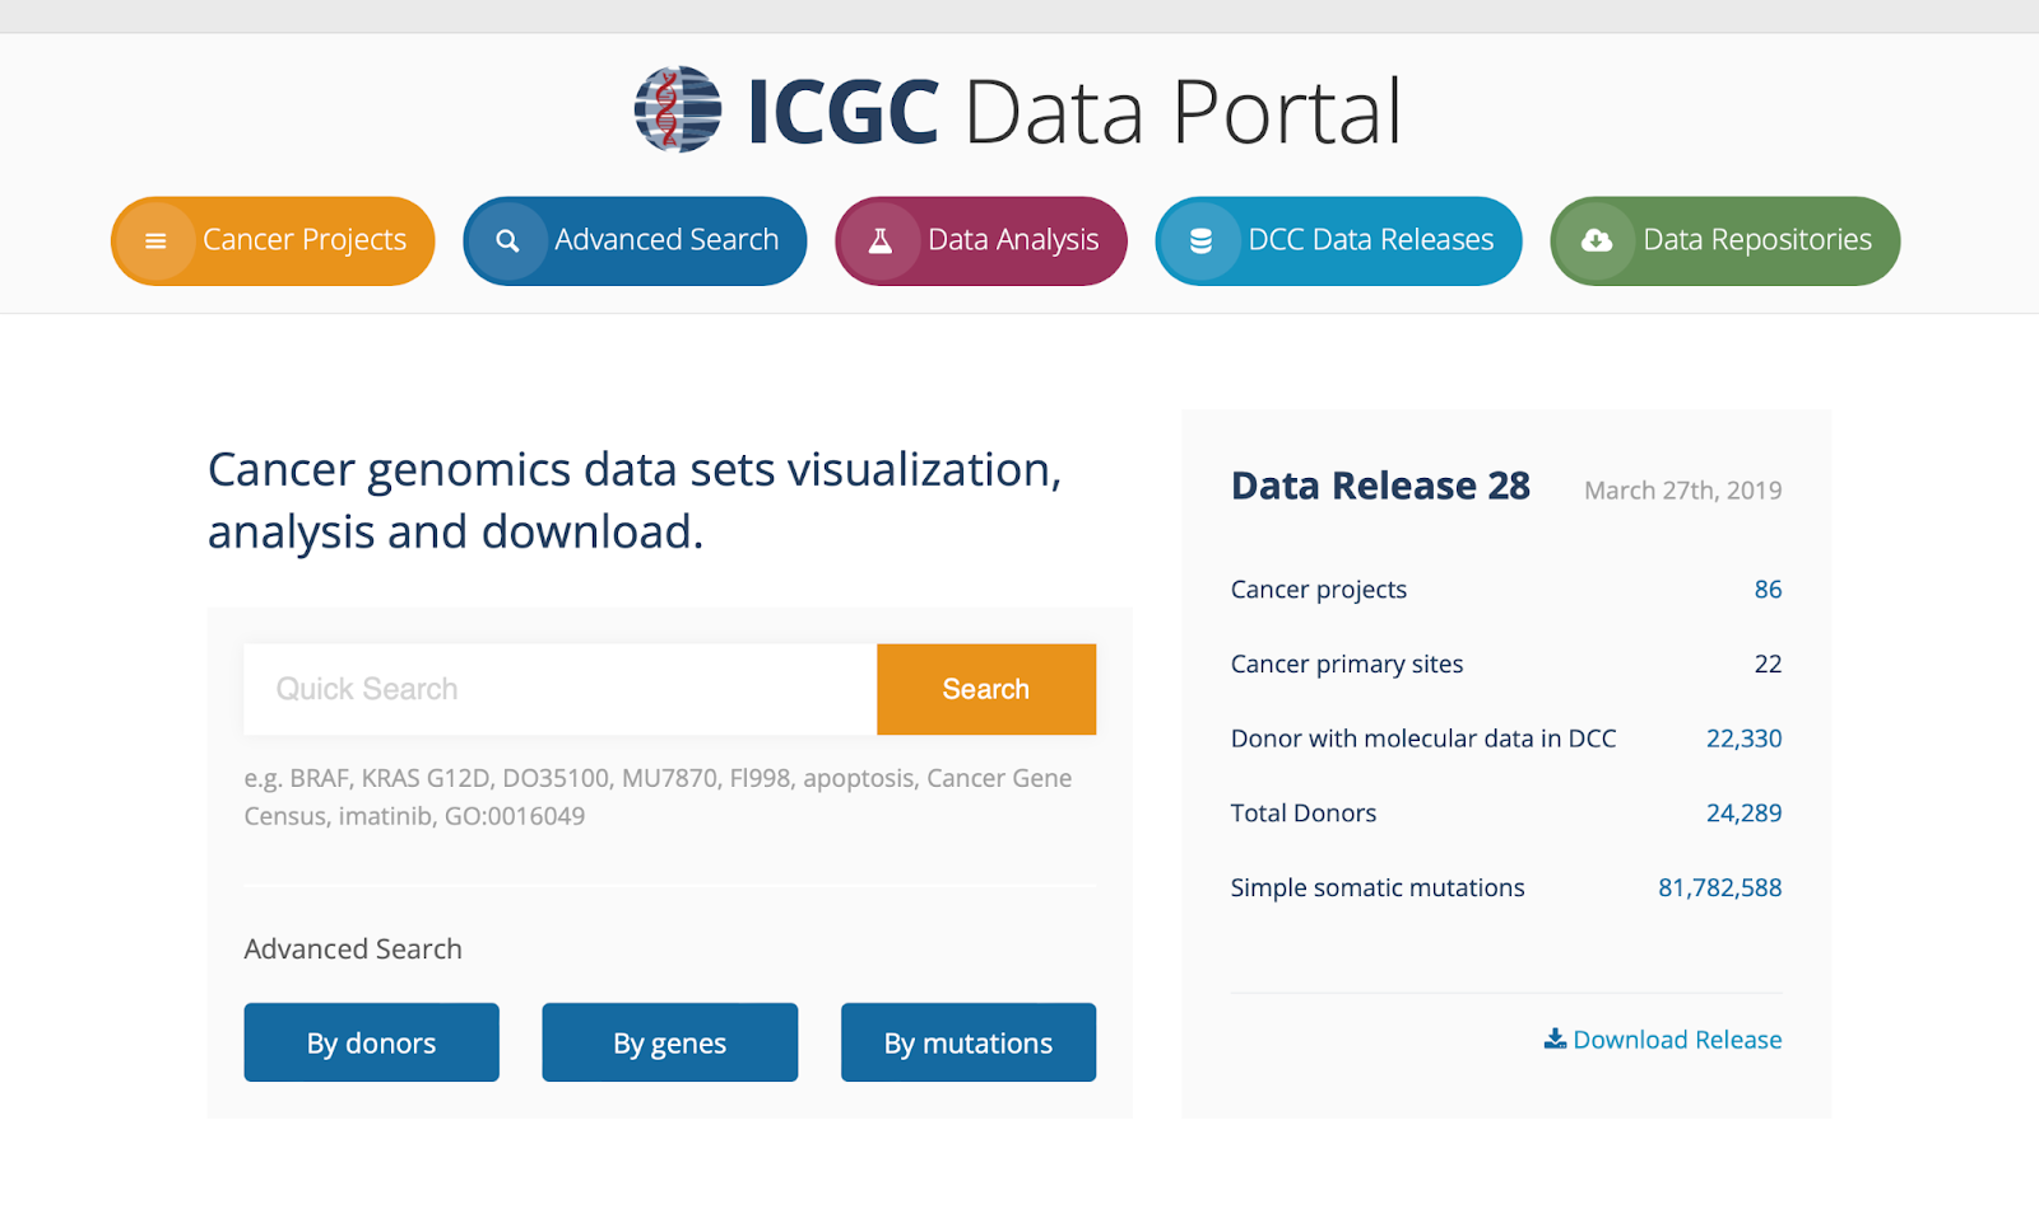 ICGC Data Portal
Cancer Projects
Advanced Search
Data Analysis
DCC Data Releases
Data Repositories
Cancer genomics data sets visualization,
analysis and download.
Quick Search
Search
e.g. BRAF, KRAS G12D, DO35100, MU7870, FI998, apoptosis, Cancer Gene
Census, imatinib, GO:0016049
Advanced Search
By donors
By genes
By mutations
Data Release 28 March 27th, 2019
Cancer projects 86
Cancer primary sites 22
Donor with molecular data in DCC 22,330
Total Donors 24,289
Simple somatic mutations 81,782,588
Download Release